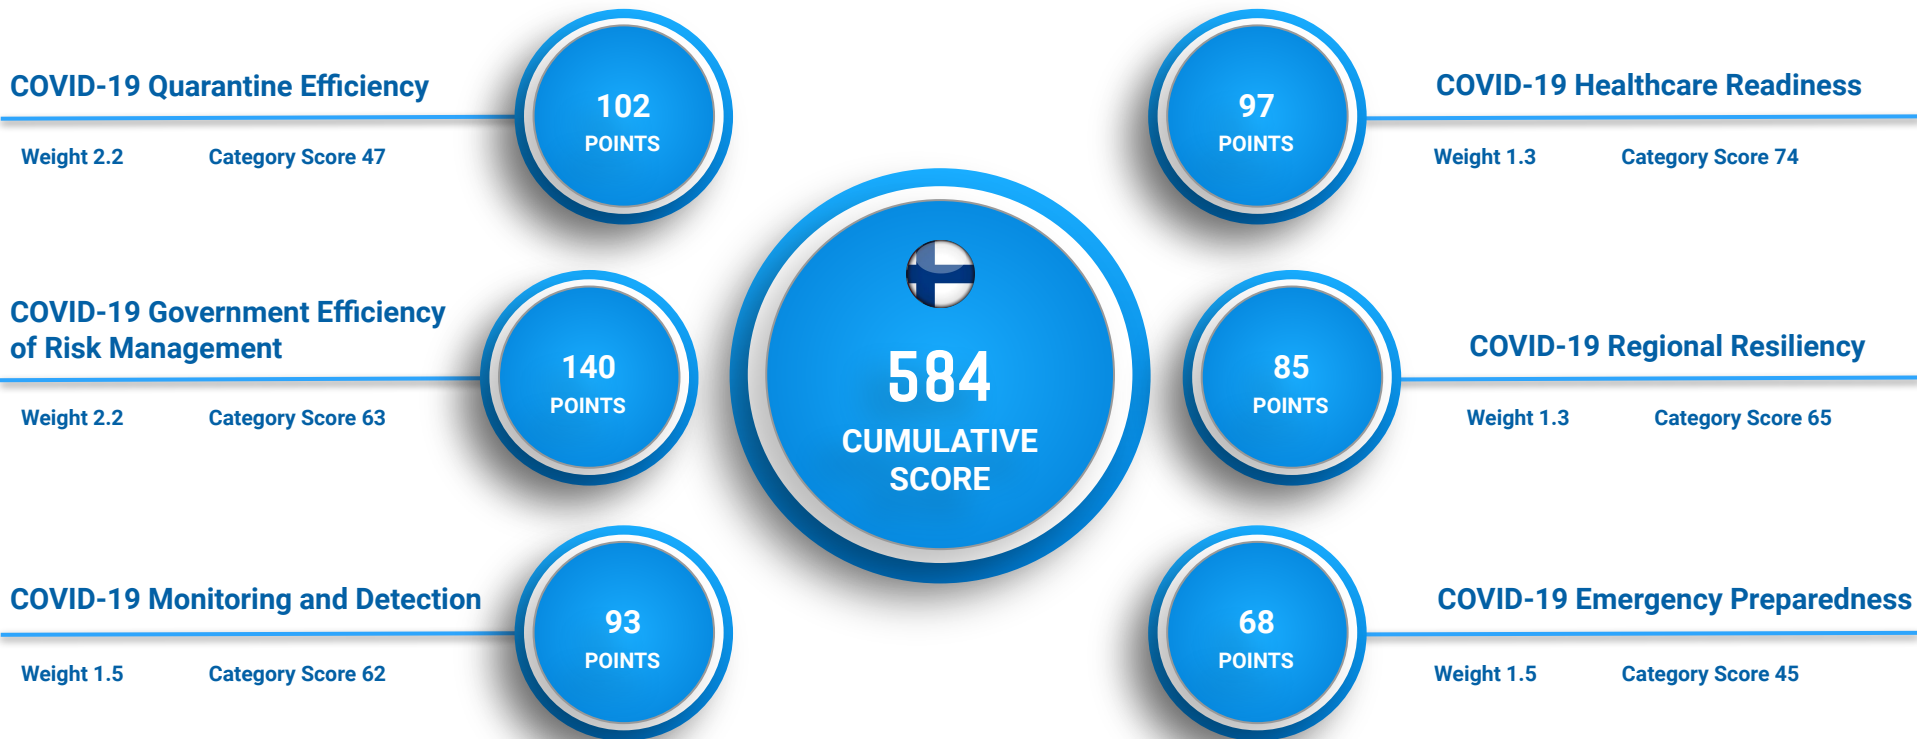 COVID-19 Quarantine Efficiency
Weight 2.2 Category Score 47
102
POINTS
COVID-19 Government Efficiency
of Risk Management
Weight 2.2 Category Score 63
140
POINTS
COVID-19 Monitoring and Detection
Weight 1.5 Category Score 62
93
POINTS
584
CUMULATIVE
SCORE
97
POINTS
COVID-19 Healthcare Readiness
Weight 1.3 Category Score 74
85
POINTS
COVID-19 Regional Resiliency
Weight 1.3 Category Score 65
68
POINTS
COVID-19 Emergency Preparedness
Weight 1.5 Category Score 45